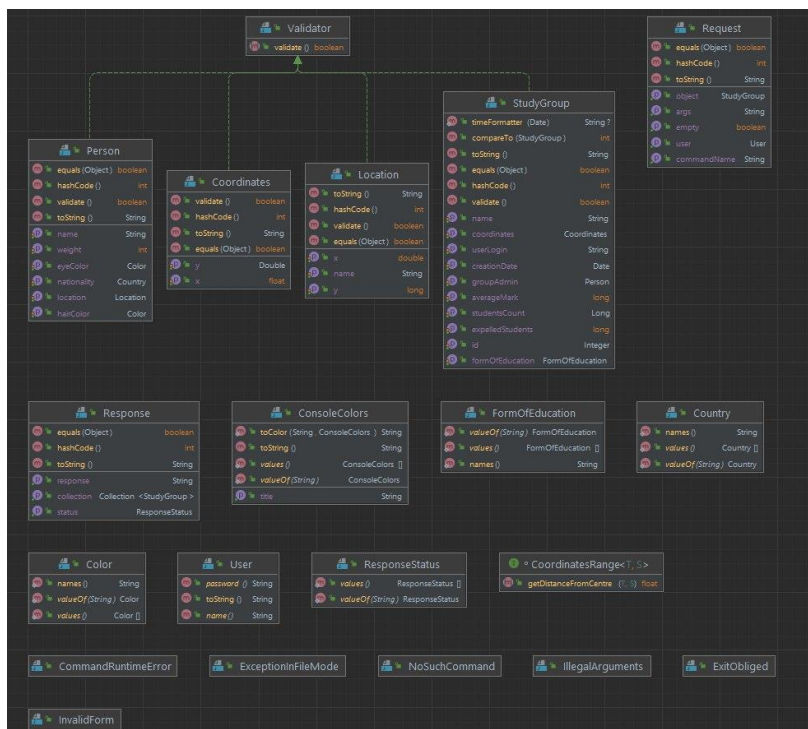 Validator
validate () boolean
Request
equals (Object) boolean
hashCode () int
toString () String
object StudyGroup
args String
empty boolean
user User
commandName String
StudyGroup
timeFormatter (Date) String ?
compareTo (StudyGroup) int
toString () String
equals (Object) boolean
hashCode () int
validate () boolean
name String
coordinates Coordinates
userLogin String
creationDate Date
groupAdmin Person
averageMark long
studentsCount Long
expelledStudents long
id Integer
formOfEducation FormOfEducation
Person
equals (Object) boolean
hashCode () int
validate () boolean
toString () String
name String
weight int
eyeColor Color
nationality Country
location Location
hairColor Color
Coordinates
validate () boolean
hashCode () int
toString () String
equals (Object) boolean
y Double
x float
Location
toString () String
hashCode () int
validate () boolean
equals (Object) boolean
x double
name String
y long
Response
equals (Object) boolean
hashCode () int
toString () String
response String
collection Collection <StudyGroup>
status ResponseStatus
ConsoleColors
toColor (String, ConsoleColors) String
toString () String
values () ConsoleColors []
valueOf (String) ConsoleColors
title String
FormOfEducation
valueOf (String) FormOfEducation
values () FormOfEducation []
names () String
Country
names () String
values () Country []
valueOf (String) Country
Color
names () String
valueOf (String) Color
values () Color []
User
password () String
toString () String
name () String
ResponseStatus
values () ResponseStatus []
valueOf (String) ResponseStatus
CoordinatesRange<T, S>
getDistanceFromCentre (T, S) float
CommandRuntimeError
ExceptionInFileMode
NoSuchCommand
IllegalArguments
ExitObliged
InvalidForm